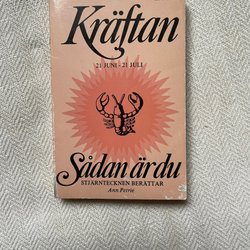 Kräftan
21 JUNI - 21 JULI
Sådan är du
STJÄRNTECKNEN BERÄTTAR
Ann Petrie